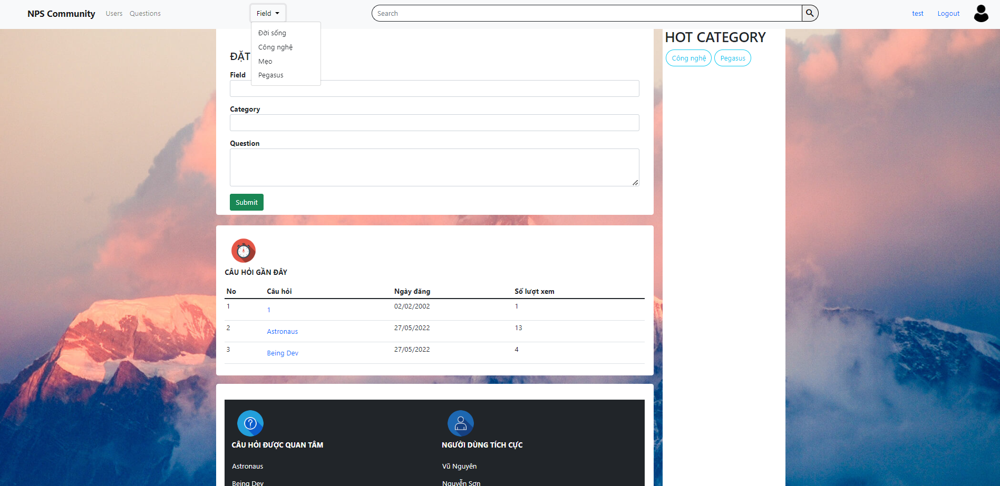 NPS Community Users Questions Field Search test Logout
Đời sống
Công nghệ
Mẹo
Pegasus
ĐẶT
Field
Category
Question
Submit
HOT CATEGORY
Công nghệ Pegasus
CÂU HỎI GẦN ĐÂY
No Câu hỏi Ngày đăng Số lượt xem
1 1 02/02/2002 1
2 Astronaus 27/05/2022 13
3 Being Dev 27/05/2022 4
CÂU HỎI ĐƯỢC QUAN TÂM
Astronaus
Being Dev
NGƯỜI DÙNG TÍCH CỰC
Vũ Nguyên
Nguyễn Sơn